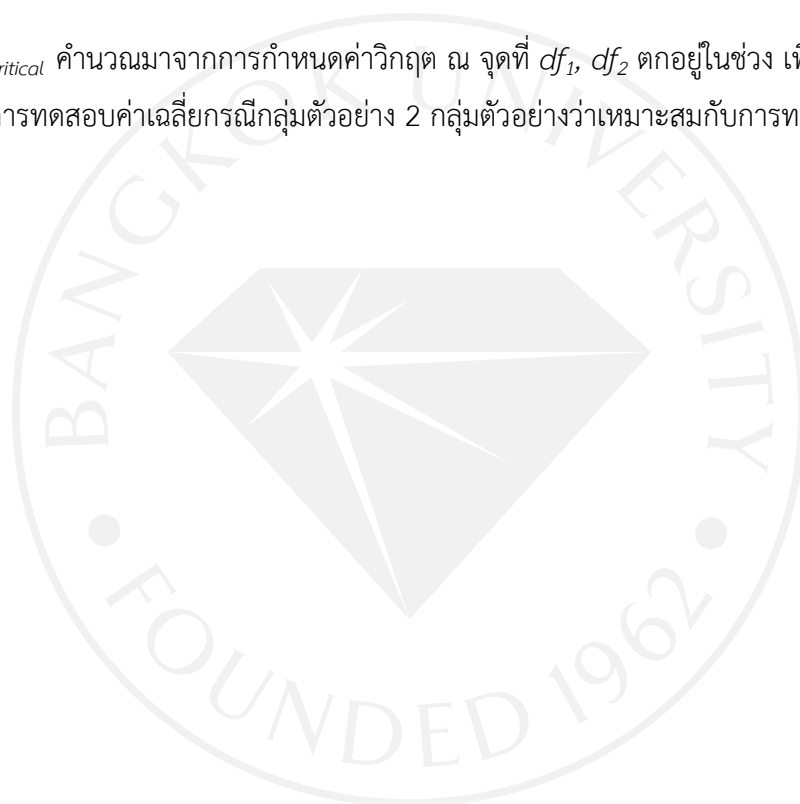 ritical คำนวณมาจากการกำหนดค่าวิกฤต ณ จุดที่ df1, df2 ตกอยู่ในช่วง
การทดสอบค่าเฉลี่ยกรณีกลุ่มตัวอย่าง 2 กลุ่มตัวอย่างว่าเหมาะสมกับการท
BANGKOK UNIVERSITY
• FOUNDED 1962 •